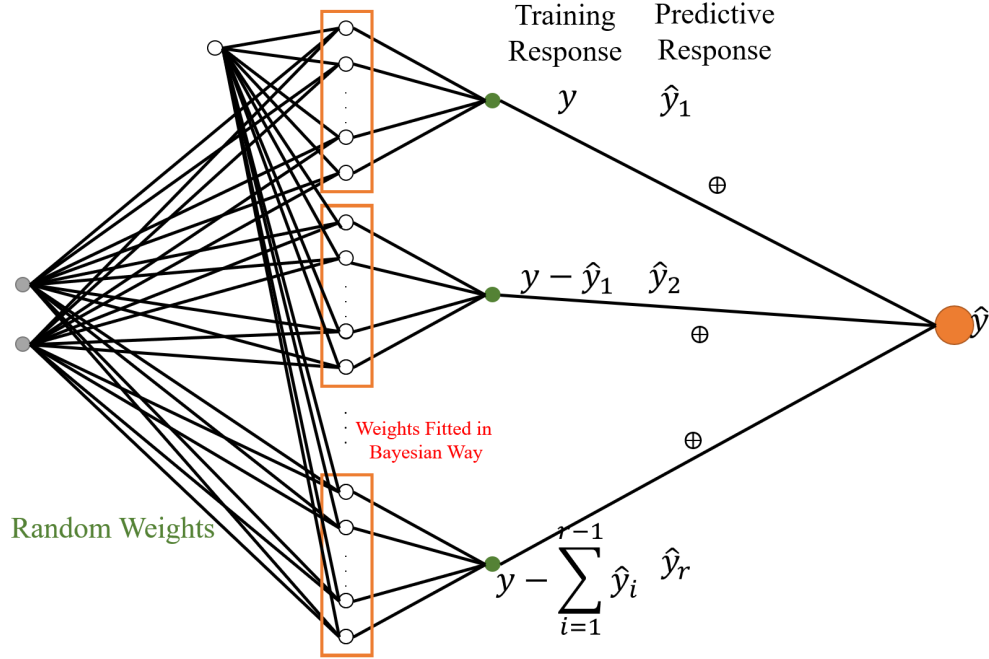 Training Response
Predictive Response
y
ŷ₁
⊕
y − ŷ₁
ŷ₂
⊕
ŷ
Weights Fitted in
Bayesian Way
⊕
Random Weights
y − ∑_{i=1}^{r−1} ŷᵢ
ŷᵣ